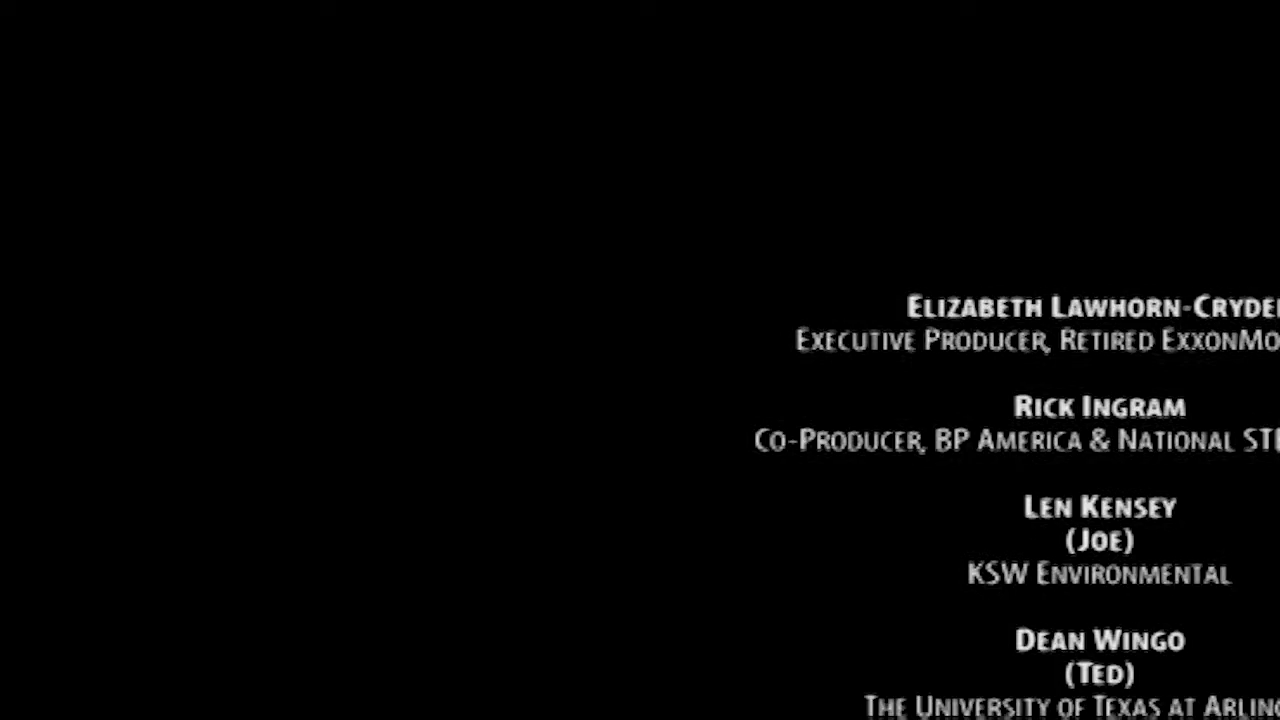 Elizabeth Lawhorn-Cryde
Executive Producer, Retired ExxonMo
Rick Ingram
Co-Producer, BP America & National ST
Len Kensey
(Joe)
KSW Environmental
Dean Wingo
(Ted)
The University of Texas at Arling